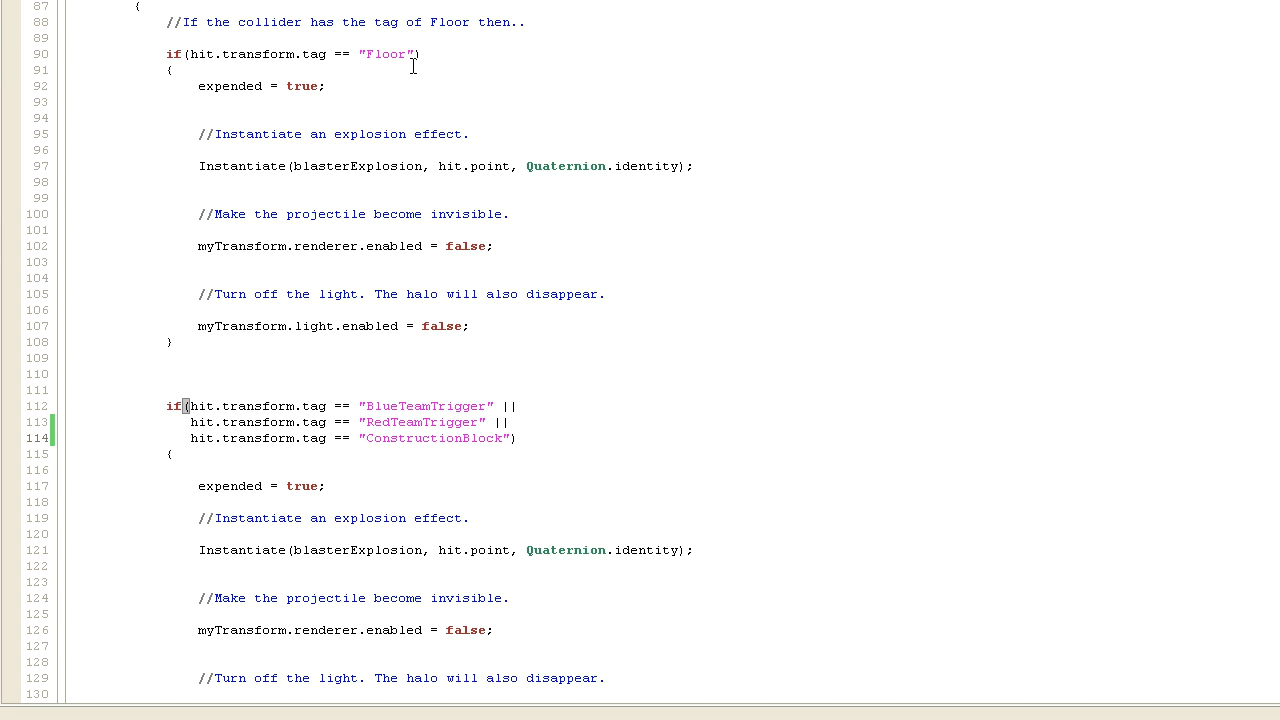 87 {
88 //If the collider has the tag of Floor then..
89
90 if(hit.transform.tag == "Floor")
91 {
92 expended = true;
93
94
95 //Instantiate an explosion effect.
96
97 Instantiate(blasterExplosion, hit.point, Quaternion.identity);
98
99
100 //Make the projectile become invisible.
101
102 myTransform.renderer.enabled = false;
103
104
105 //Turn off the light. The halo will also disappear.
106
107 myTransform.light.enabled = false;
108 }
109
110
111
112 if(hit.transform.tag == "BlueTeamTrigger" ||
113 hit.transform.tag == "RedTeamTrigger" ||
114 hit.transform.tag == "ConstructionBlock")
115 {
116
117 expended = true;
118
119 //Instantiate an explosion effect.
120
121 Instantiate(blasterExplosion, hit.point, Quaternion.identity);
122
123
124 //Make the projectile become invisible.
125
126 myTransform.renderer.enabled = false;
127
128
129 //Turn off the light. The halo will also disappear.
130